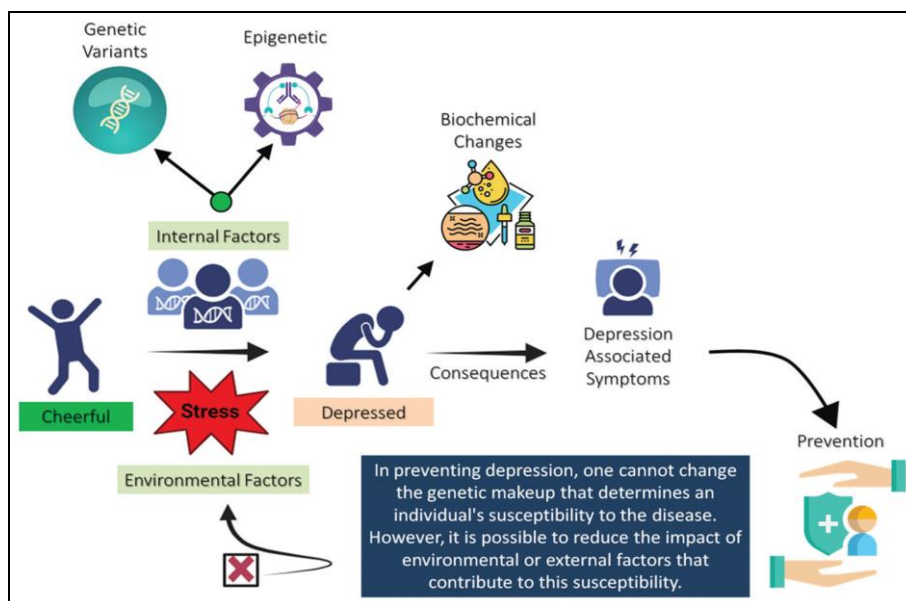 Genetic
Variants
Epigenetic
Biochemical
Changes
Internal Factors
Depression
Associated
Symptoms
Consequences
Cheerful
Stress
Depressed
Prevention
Environmental Factors
In preventing depression, one cannot change
the genetic makeup that determines an
individual's susceptibility to the disease.
However, it is possible to reduce the impact of
environmental or external factors that
contribute to this susceptibility.